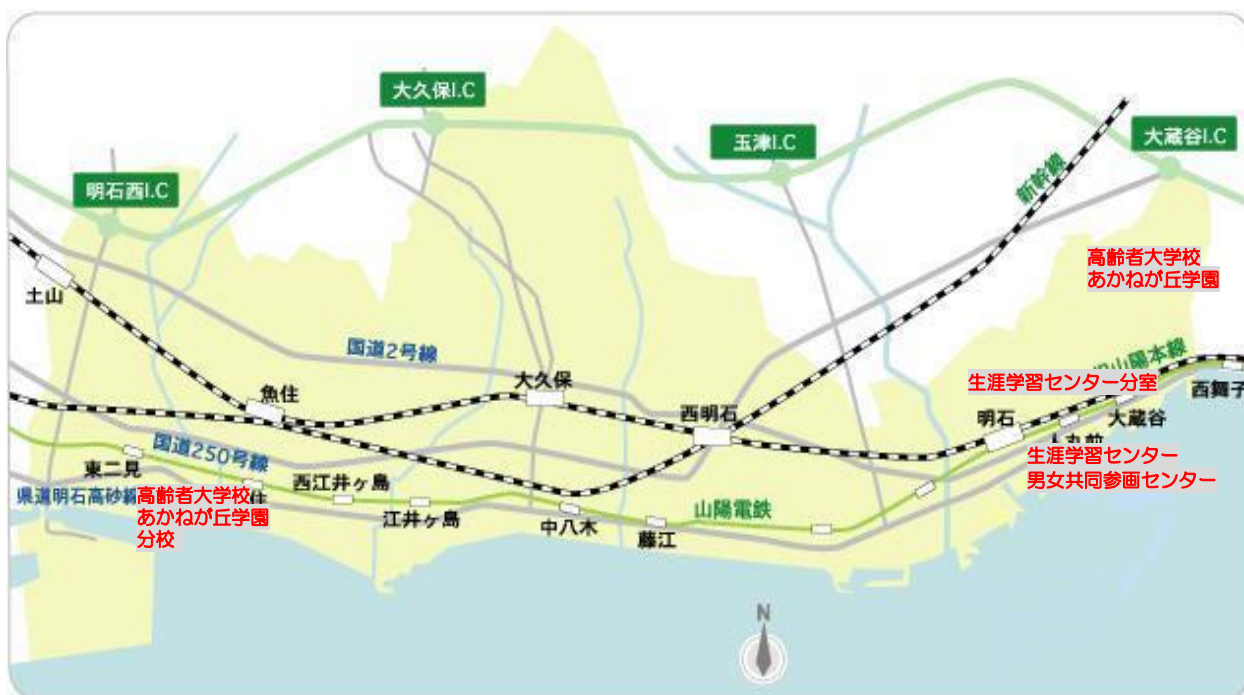 大久保I.C
玉津I.C
大蔵谷I.C
明石西I.C
新幹線
高齢者大学校
あかねが丘学園
土山
国道2号線
山陽本線
生涯学習センター分室
西舞子
大久保
魚住
西明石
明石
大蔵谷
人丸前
国道250号線
東二見
生涯学習センター
男女共同参画センター
西江井ヶ島
県道明石高砂線
高齢者大学校
あかねが丘学園
分校
住
江井ヶ島
中八木
藤江
山陽電鉄
N